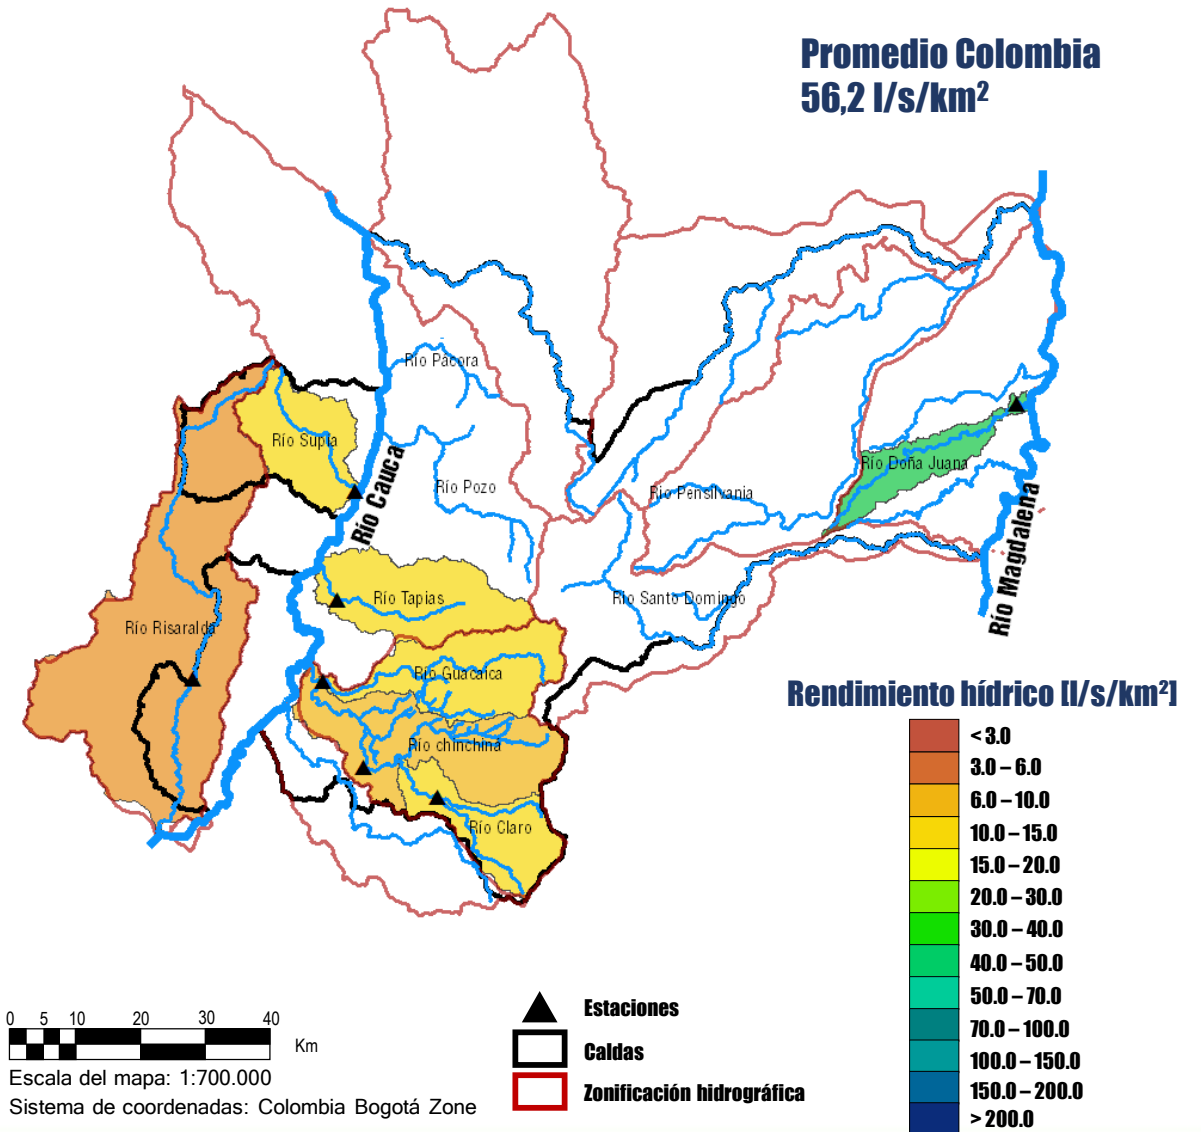 Promedio Colombia
56,2 l/s/km²
Río Pácora
Río Supía
Río Cauca
Río Pozo
Río Pensilvania
Río Doña Juana
Río Magdalena
Río Tapias
Río Santo Domingo
Río Risaralda
Río Guacaica
Río chinchiná
Río Claro
Rendimiento hídrico [l/s/km²]
< 3.0
3.0 – 6.0
6.0 – 10.0
10.0 – 15.0
15.0 – 20.0
20.0 – 30.0
30.0 – 40.0
40.0 – 50.0
50.0 – 70.0
70.0 – 100.0
100.0 – 150.0
150.0 – 200.0
> 200.0
0 5 10 20 30 40
Km
Escala del mapa: 1:700.000
Sistema de coordenadas: Colombia Bogotá Zone
Estaciones
Caldas
Zonificación hidrográfica